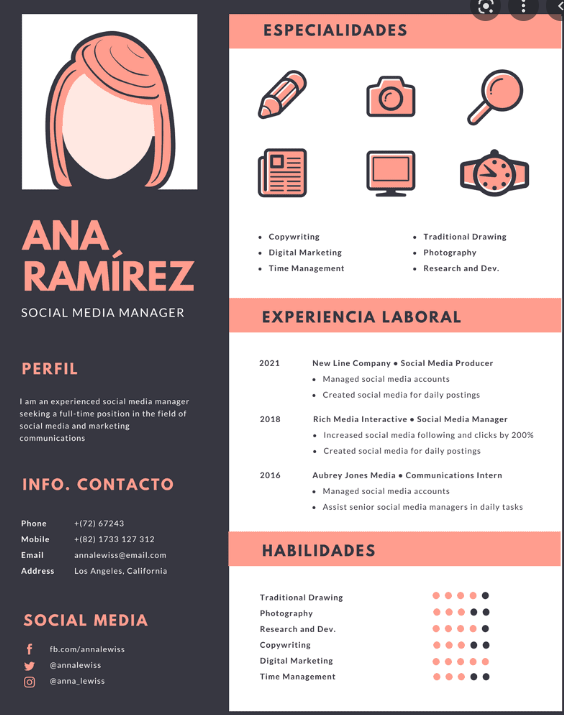 ANA
RAMÍREZ
SOCIAL MEDIA MANAGER
PERFIL
I am an experienced social media manager
seeking a full-time position in the field of
social media and marketing
communications
INFO. CONTACTO
Phone +(72) 67243
Mobile +(82) 1733 127 312
Email annalewiss@email.com
Address Los Angeles, California
SOCIAL MEDIA
fb.com/annalewiss
@annalewiss
@anna_lewiss
ESPECIALIDADES
• Copywriting
• Digital Marketing
• Time Management
• Traditional Drawing
• Photography
• Research and Dev.
EXPERIENCIA LABORAL
2021 New Line Company • Social Media Producer
• Managed social media accounts
• Created social media for daily postings
2018 Rich Media Interactive • Social Media Manager
• Increased social media following and clicks by 200%
• Created social media for daily postings
2016 Aubrey Jones Media • Communications Intern
• Managed social media accounts
• Assist senior social media managers in daily tasks
HABILIDADES
Traditional Drawing
Photography
Research and Dev.
Copywriting
Digital Marketing
Time Management